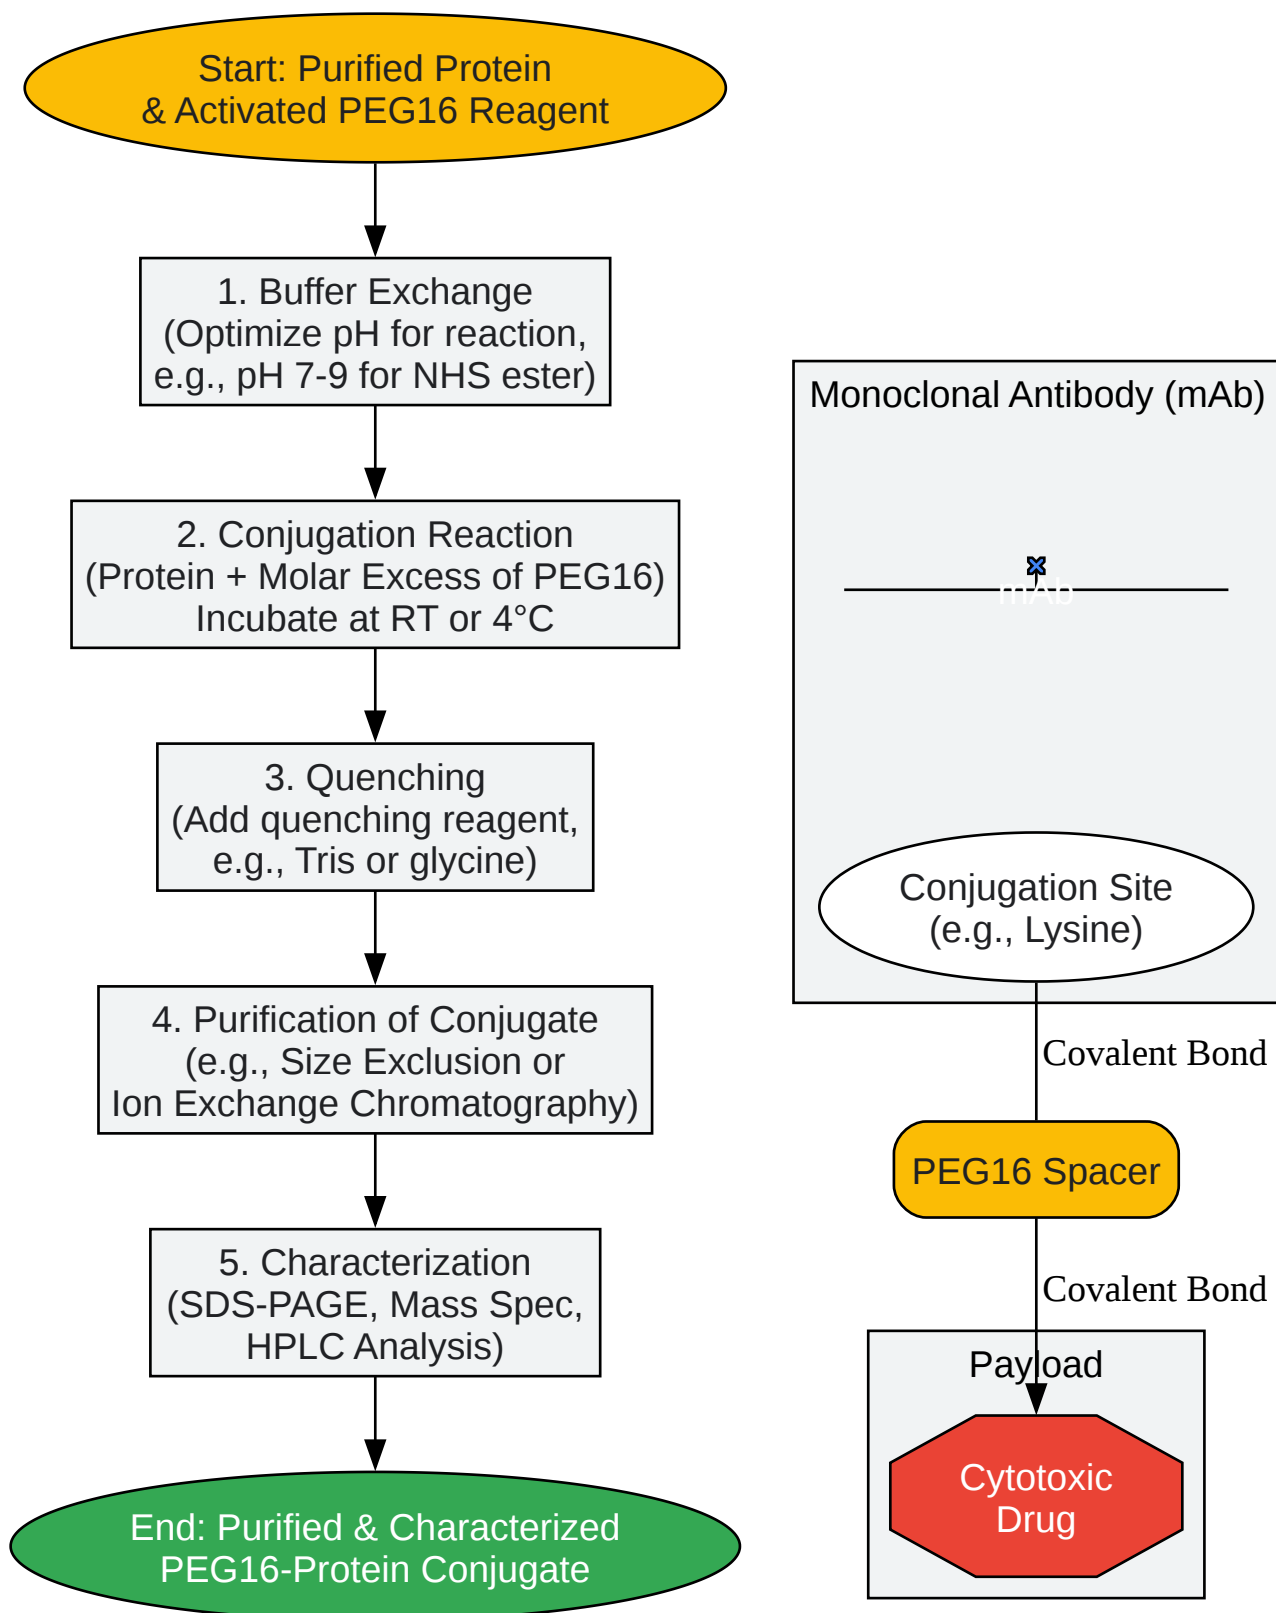 Start: Purified Protein
& Activated PEG16 Reagent
1. Buffer Exchange
(Optimize pH for reaction,
e.g., pH 7-9 for NHS ester)
2. Conjugation Reaction
(Protein + Molar Excess of PEG16)
Incubate at RT or 4°C
3. Quenching
(Add quenching reagent,
e.g., Tris or glycine)
4. Purification of Conjugate
(e.g., Size Exclusion or
Ion Exchange Chromatography)
5. Characterization
(SDS-PAGE, Mass Spec,
HPLC Analysis)
End: Purified & Characterized
PEG16-Protein Conjugate
Monoclonal Antibody (mAb)
mAb
Conjugation Site
(e.g., Lysine)
Covalent Bond
PEG16 Spacer
Covalent Bond
Payload
Cytotoxic
Drug